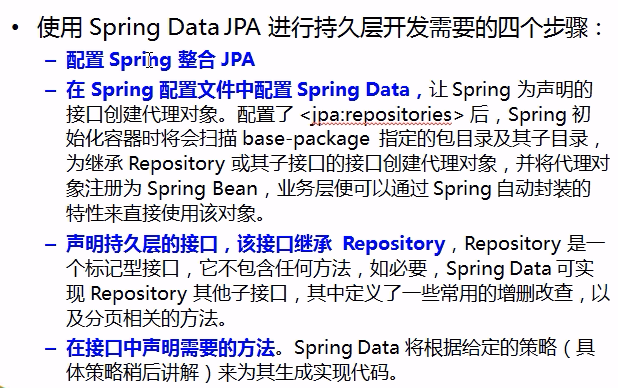 • 使用 Spring Data JPA 进行持久层开发需要的四个步骤：
– 配置 Spring 整合 JPA
– 在 Spring 配置文件中配置 Spring Data，让 Spring 为声明的
接口创建代理对象。配置了 <jpa:repositories> 后，Spring 初
始化容器时将会扫描 base-package 指定的包目录及其子目录，
为继承 Repository 或其子接口的接口创建代理对象，并将代理对
象注册为 Spring Bean，业务层便可以通过 Spring 自动封装的
特性来直接使用该对象。
– 声明持久层的接口，该接口继承 Repository，Repository 是一
个标记型接口，它不包含任何方法，如必要，Spring Data 可实
现 Repository 其他子接口，其中定义了一些常用的增删改查，以
及分页相关的方法。
– 在接口中声明需要的方法。Spring Data 将根据给定的策略（具
体策略稍后讲解）来为其生成实现代码。